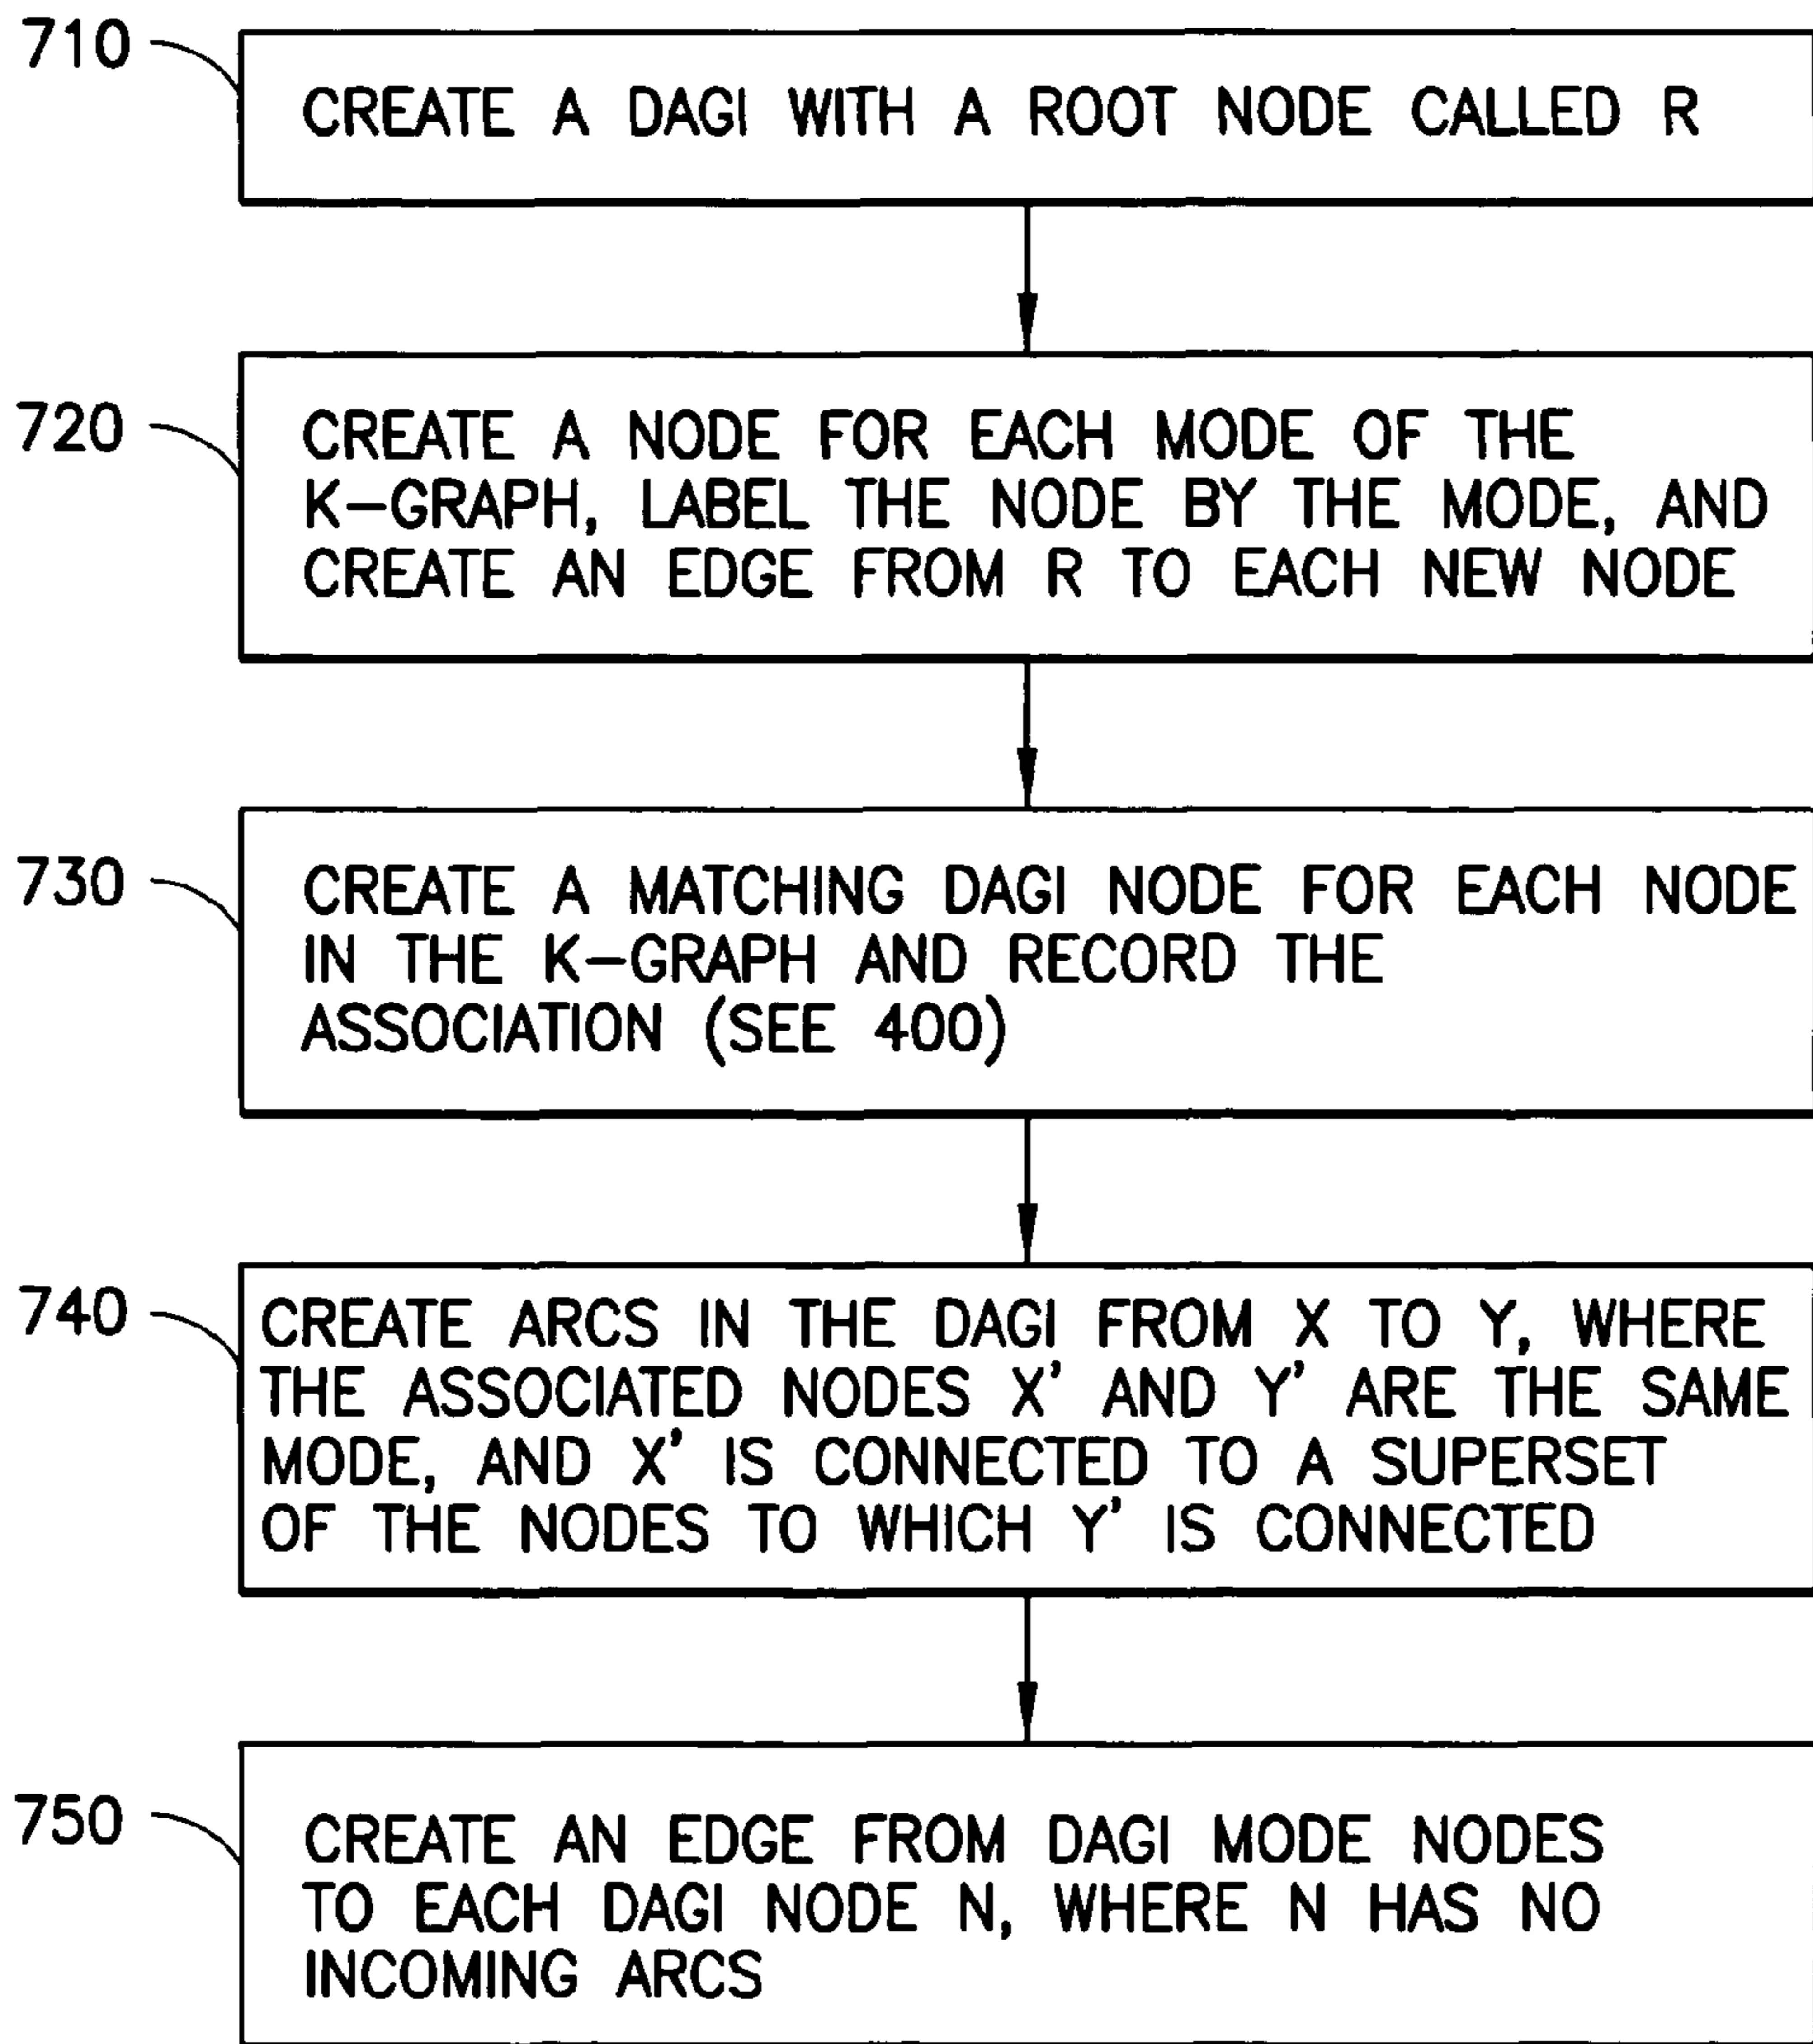 710
CREATE A DAGI WITH A ROOT NODE CALLED R
720
CREATE A NODE FOR EACH MODE OF THE
K-GRAPH, LABEL THE NODE BY THE MODE, AND
CREATE AN EDGE FROM R TO EACH NEW NODE
730
CREATE A MATCHING DAGI NODE FOR EACH NODE
IN THE K-GRAPH AND RECORD THE
ASSOCIATION (SEE 400)
740
CREATE ARCS IN THE DAGI FROM X TO Y, WHERE
THE ASSOCIATED NODES X' AND Y' ARE THE SAME
MODE, AND X' IS CONNECTED TO A SUPERSET
OF THE NODES TO WHICH Y' IS CONNECTED
750
CREATE AN EDGE FROM DAGI MODE NODES
TO EACH DAGI NODE N, WHERE N HAS NO
INCOMING ARCS